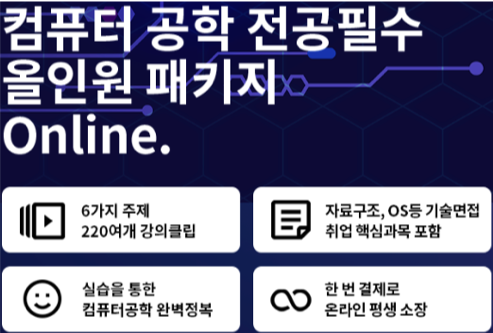 컴퓨터 공학 전공필수
올인원 패키지
Online.
6가지 주제
220여개 강의클립
자료구조, OS등 기술면접
취업 핵심과목 포함
실습을 통한
컴퓨터공학 완벽정복
한 번 결제로
온라인 평생 소장